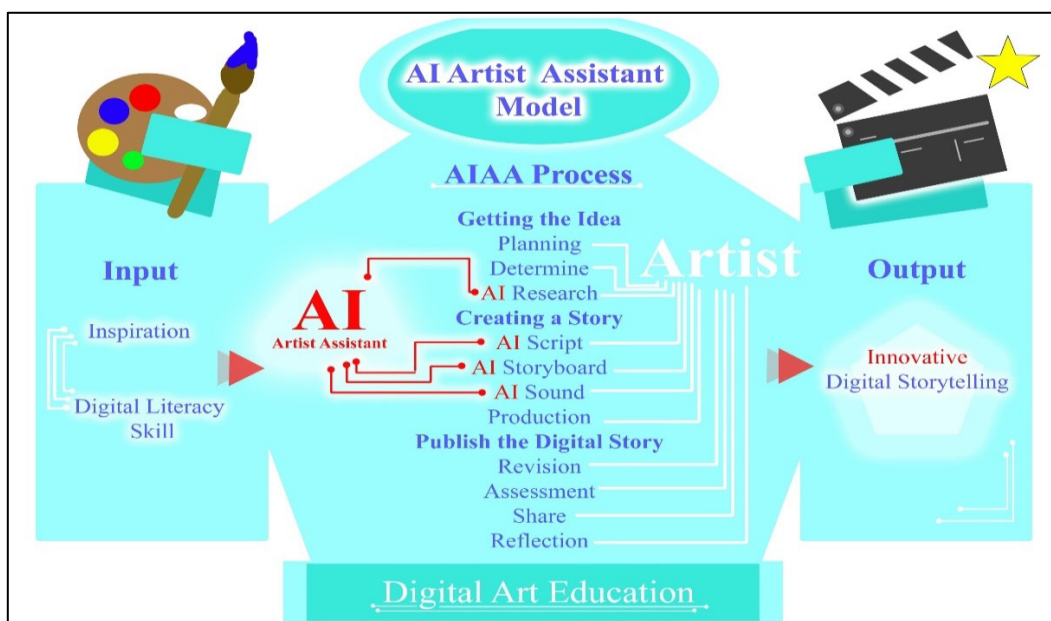 AI Artist Assistant
Model
AIAA Process
Input
Inspiration
Digital Literacy
Skill
AI
Artist Assistant
Getting the Idea
Planning
Determine
AI Research
Creating a Story
AI Script
AI Storyboard
AI Sound
Production
Publish the Digital Story
Revision
Assessment
Share
Reflection
Artist
Output
Innovative
Digital Storytelling
Digital Art Education